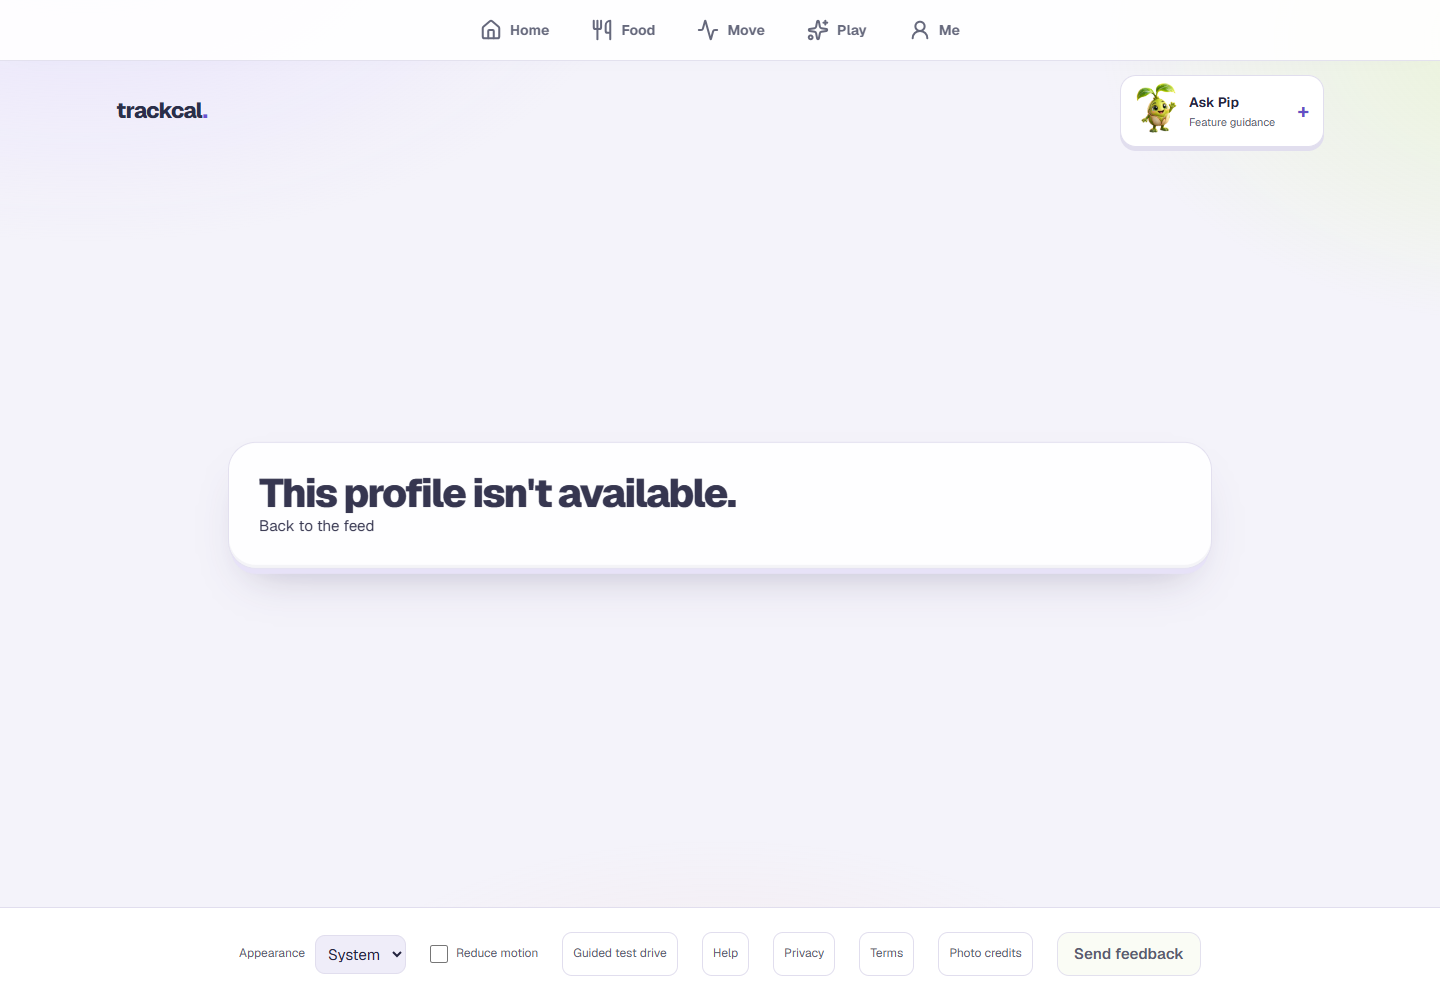 Home Food Move Play Me
trackcal.
Ask Pip
Feature guidance
+
This profile isn't available.
Back to the feed
Appearance System Reduce motion Guided test drive Help Privacy Terms Photo credits Send feedback